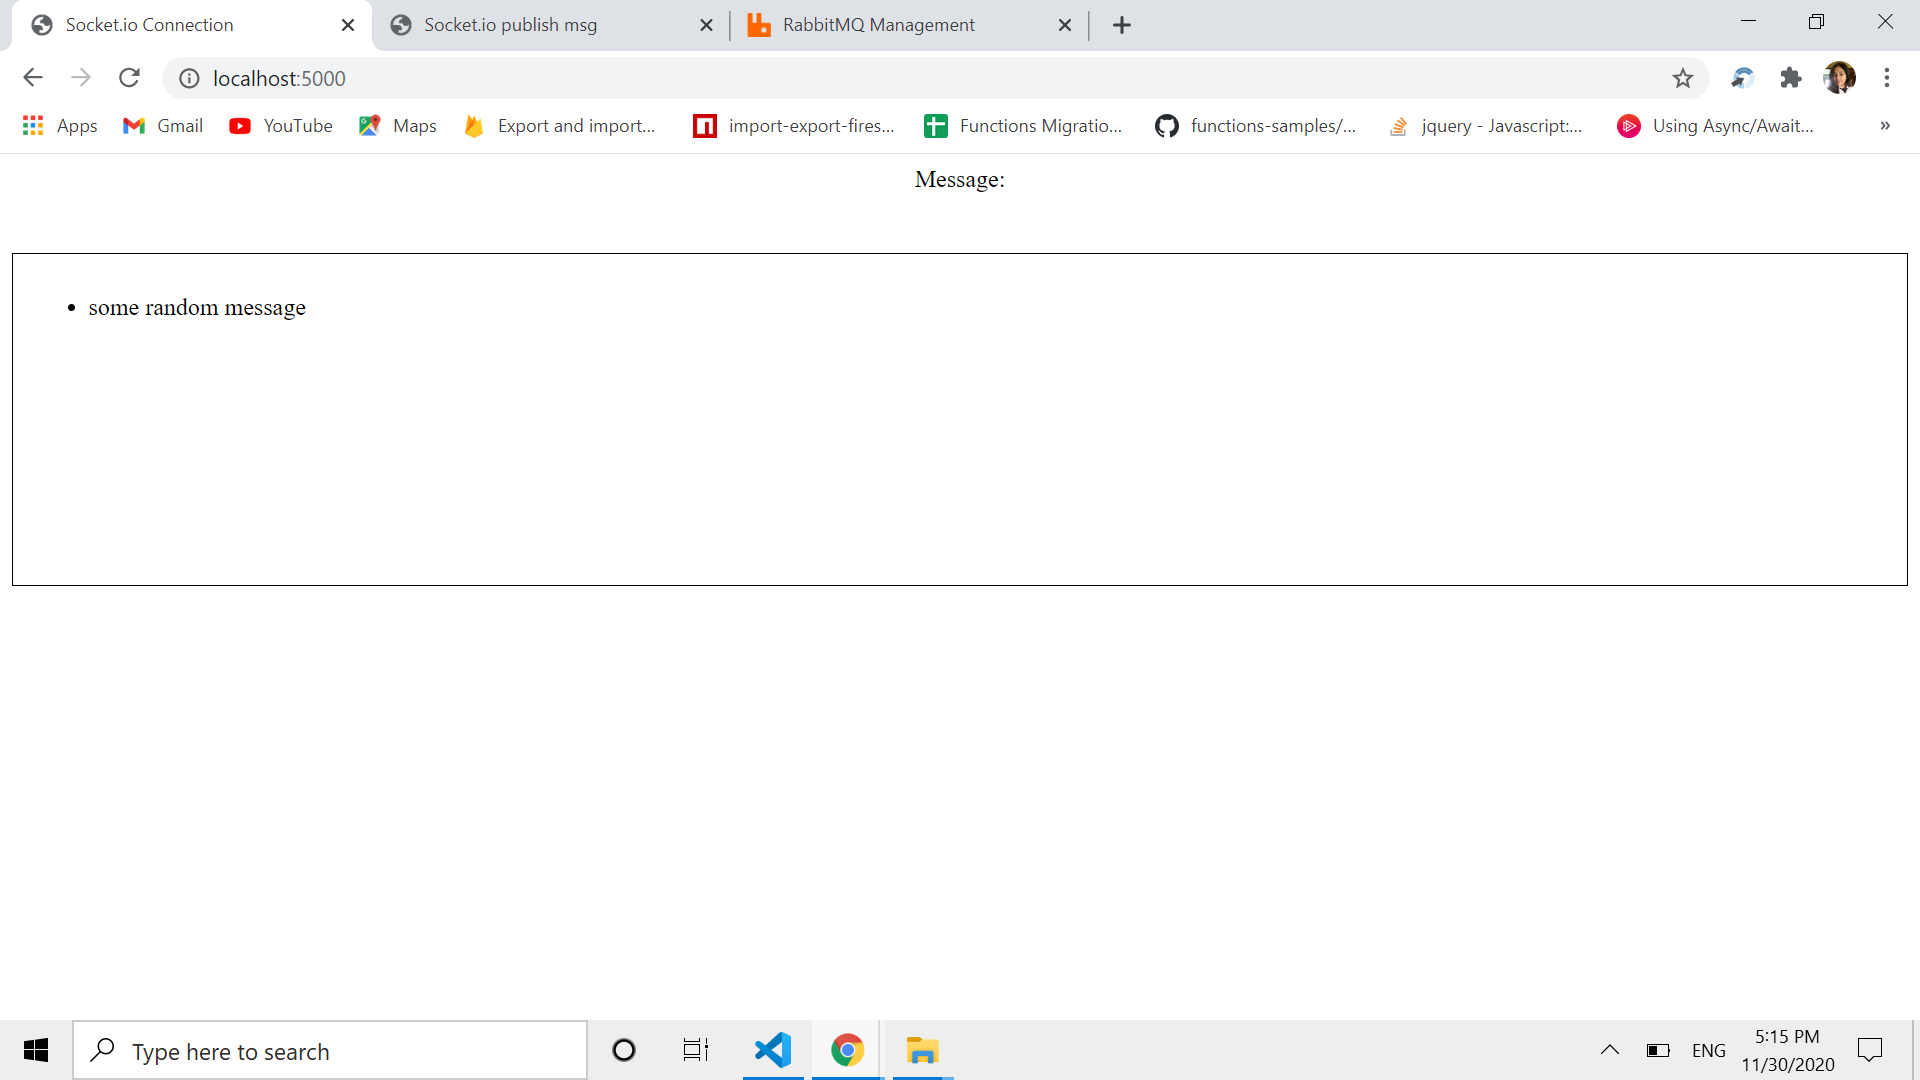 Socket.io Connection
Socket.io publish msg
RabbitMQ Management
localhost:5000
Apps
Gmail
YouTube
Maps
Export and import...
import-export-fires...
Functions Migratio...
functions-samples/...
jquery - Javascript:...
Using Async/Await...
»
Message:
• some random message
Type here to search
ENG
5:15 PM
11/30/2020